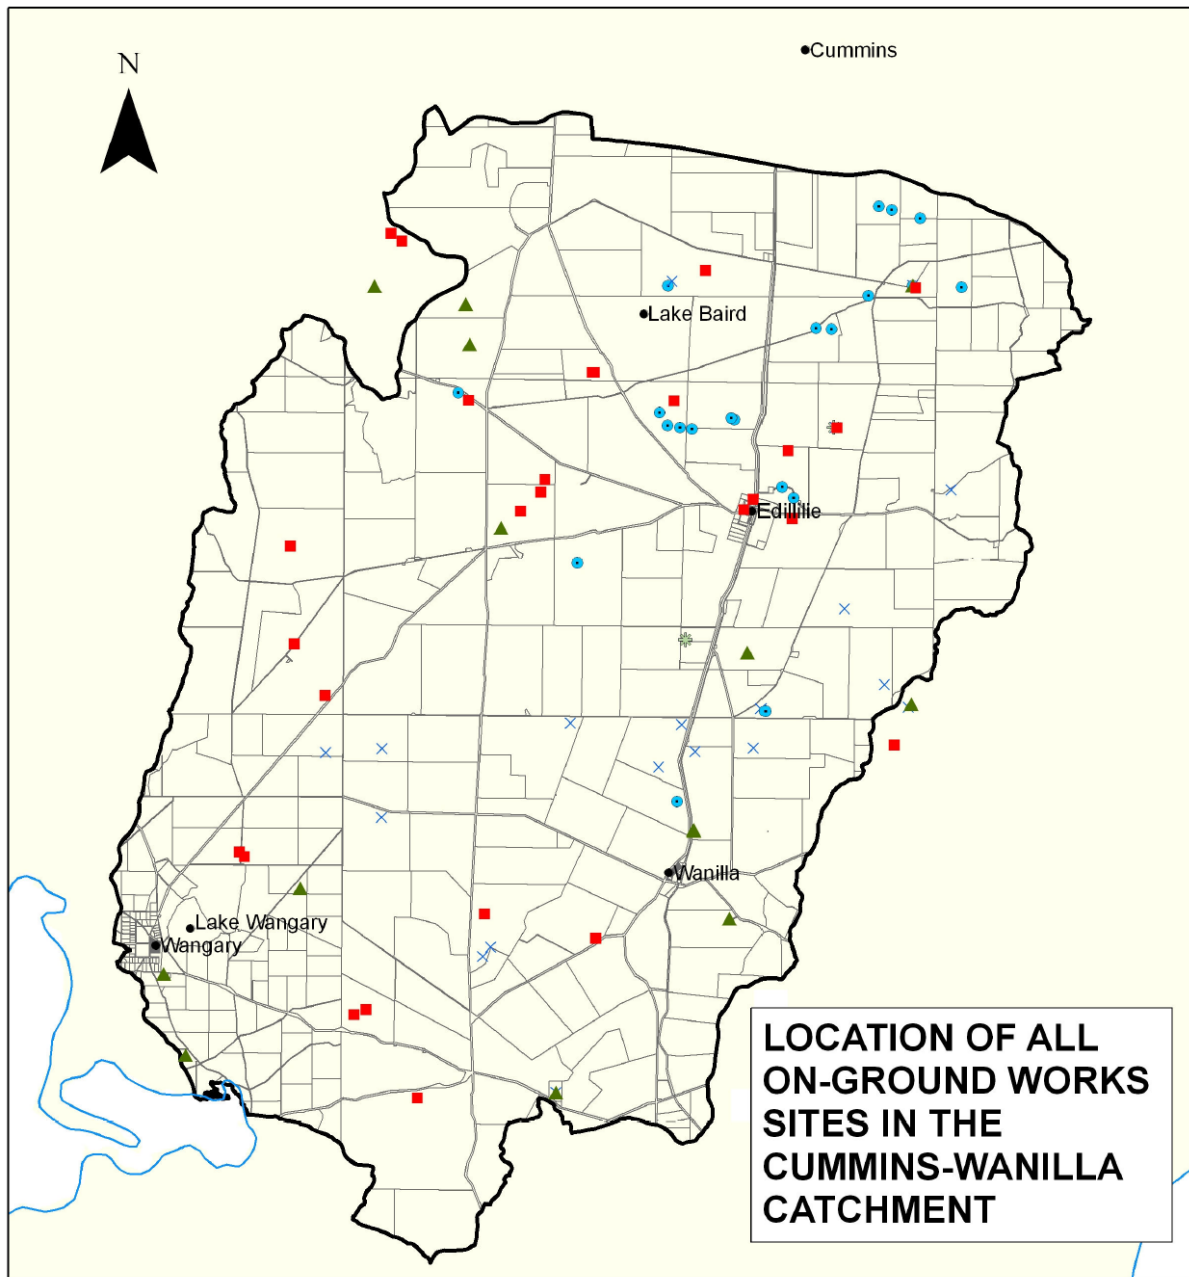 Cummins
N
Lake Baird
Edillilie
Wanilla
Lake Wangary
Wangary
LOCATION OF ALL
ON-GROUND WORKS
SITES IN THE
CUMMINS-WANILLA
CATCHMENT